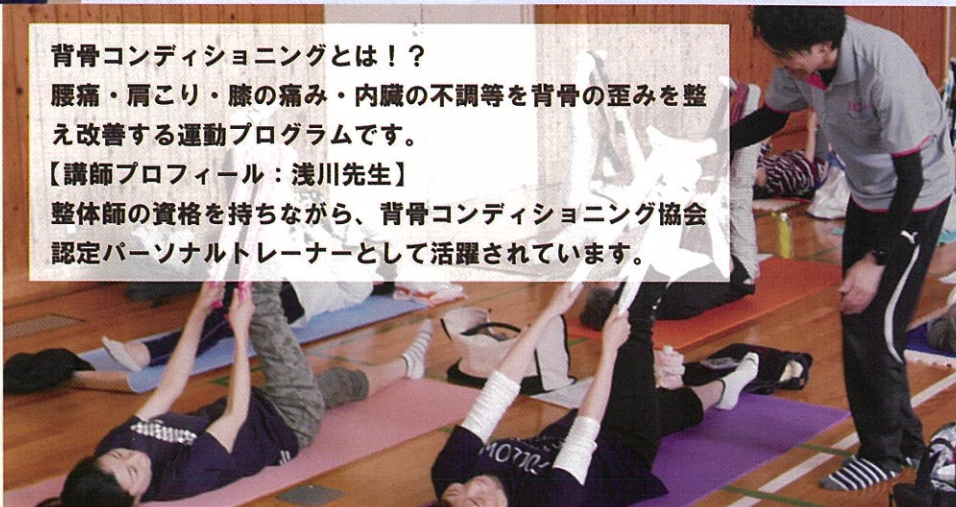 背骨コンディショニングとは！？
腰痛・肩こり・膝の痛み・内臓の不調等を背骨の歪みを整
え改善する運動プログラムです。
【講師プロフィール：浅川先生】
整体師の資格を持ちながら、背骨コンディショニング協会
認定パーソナルトレーナーとして活躍されています。